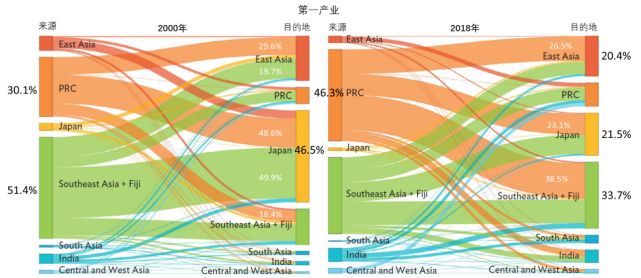 第一产业
来源
2000年
目的地
来源
2018年
目的地
East Asia
29.6%
East Asia
19.7%
30.1%
PRC
PRC
Japan
48.6%
Japan
46.5%
51.4%
Southeast Asia + Fiji
49.9%
18.4%
Southeast Asia + Fiji
South Asia
South Asia
India
India
Central and West Asia
Central and West Asia
East Asia
26.5%
East Asia
20.4%
46.3%
PRC
PRC
Japan
23.1%
Japan
21.5%
Southeast Asia + Fiji
38.5%
Southeast Asia + Fiji
33.7%
South Asia
South Asia
India
India
Central and West Asia
Central and West Asia